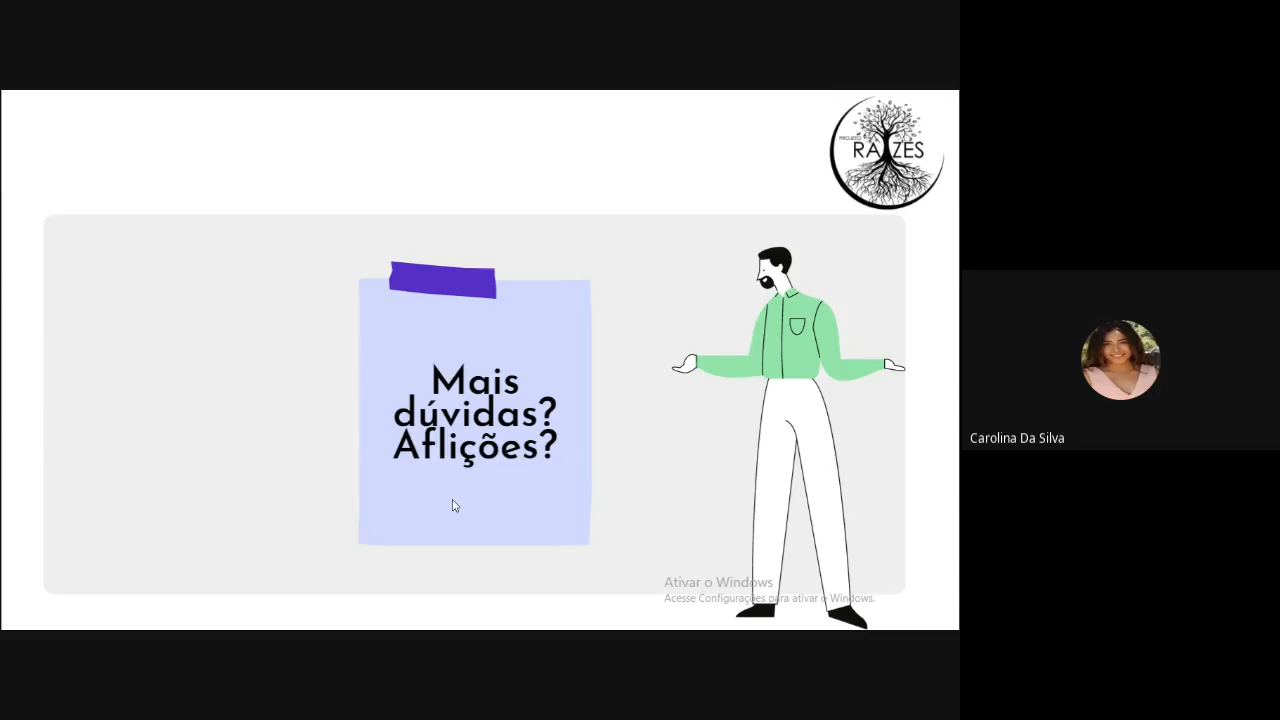 PROJETO
RAÍZES
Mais
dúvidas?
Aflições?
Carolina Da Silva
Ativar o Windows
Acesse Configurações para ativar o Windows.